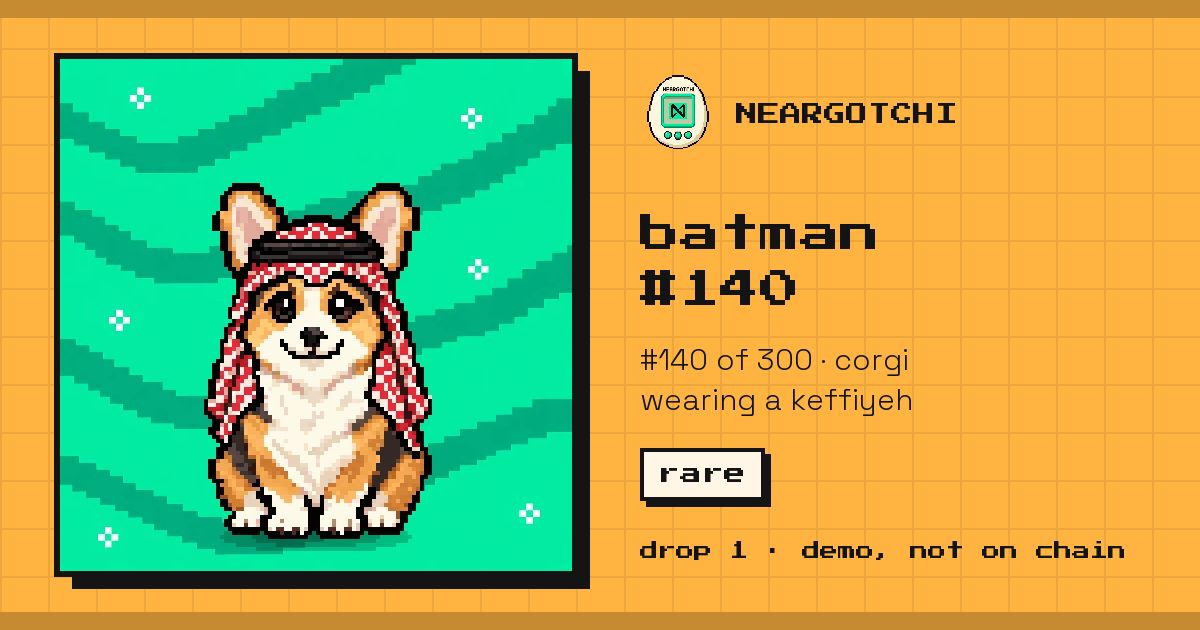 NEARGOTCHI
NEARGOTCHI
batman
#140
#140 of 300 · corgi
wearing a keffiyeh
rare
drop 1 · demo, not on chain